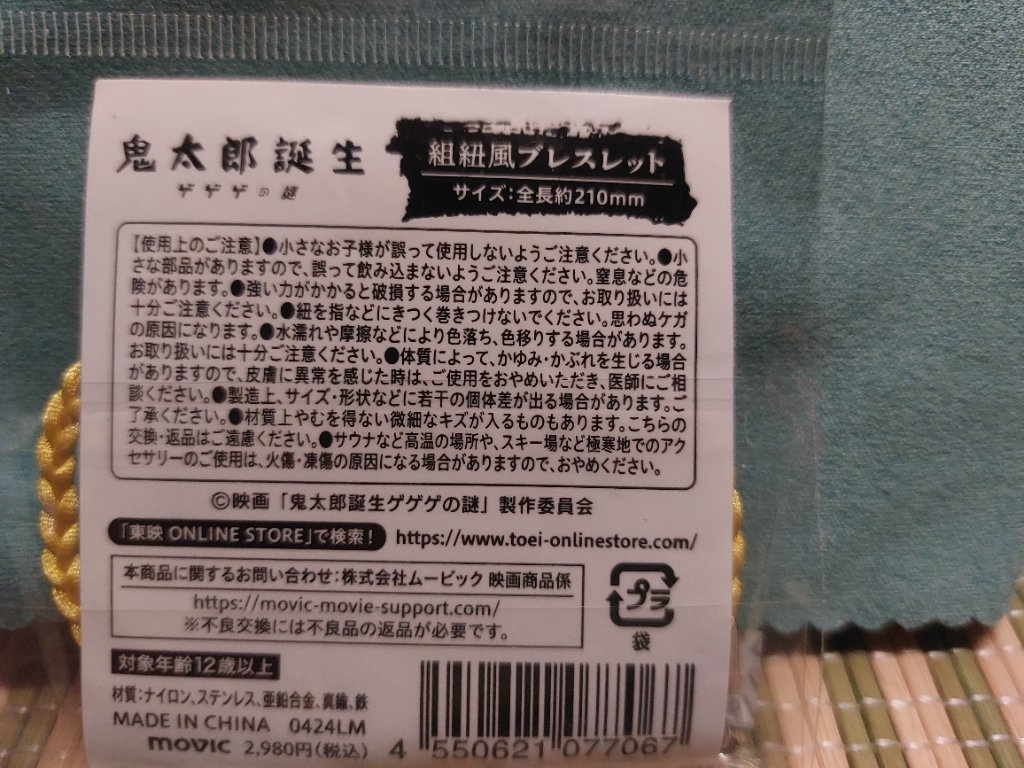 鬼太郎誕生
ゲゲゲの謎
組紐風ブレスレット
サイズ:全長約210mm
【使用上のご注意】●小さなお子様が誤って使用しないようご注意ください。●小
さな部品がありますので、誤って飲み込まないようご注意ください。窒息などの危
険があります。●強い力がかかると破損する場合がありますので、お取り扱いには
十分ご注意ください。●紐を指などにきつく巻きつけないでください。思わぬケガ
の原因になります。●水濡れや摩擦などにより色落ち、色移りする場合があります。
お取り扱いには十分ご注意ください。●体質によって、かゆみ・かぶれを生じる場合
がありますので、皮膚に異常を感じた時は、ご使用をおやめいただき、医師にご相
談ください。●製造上、サイズ・形状などに若干の個体差が出る場合があります。ご
了承ください。●材質上やむを得ない微細なキズが入るものもあります。こちらの
交換・返品はご遠慮ください。●サウナなど高温の場所や、スキー場など極寒地でのアク
セサリーのご使用は、火傷・凍傷の原因になる場合がありますので、おやめください。
©映画「鬼太郎誕生ゲゲゲの謎」製作委員会
「東映 ONLINE STORE」で検索! https://www.toei-onlinestore.com/
本商品に関するお問い合わせ:株式会社ムービック 映画商品係
https://movic-movie-support.com/
※不良交換には不良品の返品が必要です。
プラ
袋
対象年齢12歳以上
材質:ナイロン、ステンレス、亜鉛合金、真鍮、鉄
MADE IN CHINA 0424LM
movic 2,980円(税込)
4 550621 077067